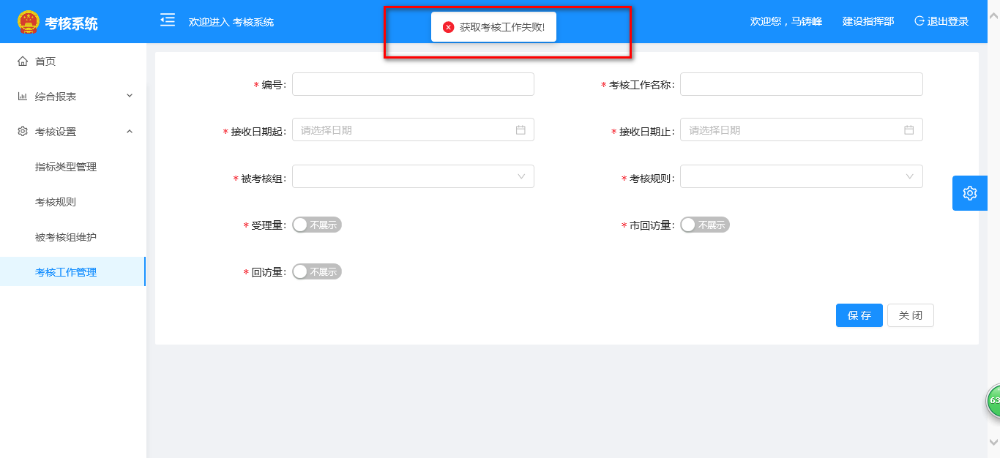 考核系统
欢迎进入 考核系统
获取考核工作失败!
欢迎您，马铸峰
建设指挥部
退出登录
首页
综合报表
考核设置
指标类型管理
考核规则
被考核组维护
考核工作管理
* 编号:
* 考核工作名称:
* 接收日期起: 请选择日期
* 接收日期止: 请选择日期
* 被考核组:
* 考核规则:
* 受理量: 不展示
* 市回访量: 不展示
* 回访量: 不展示
保 存
关 闭
63